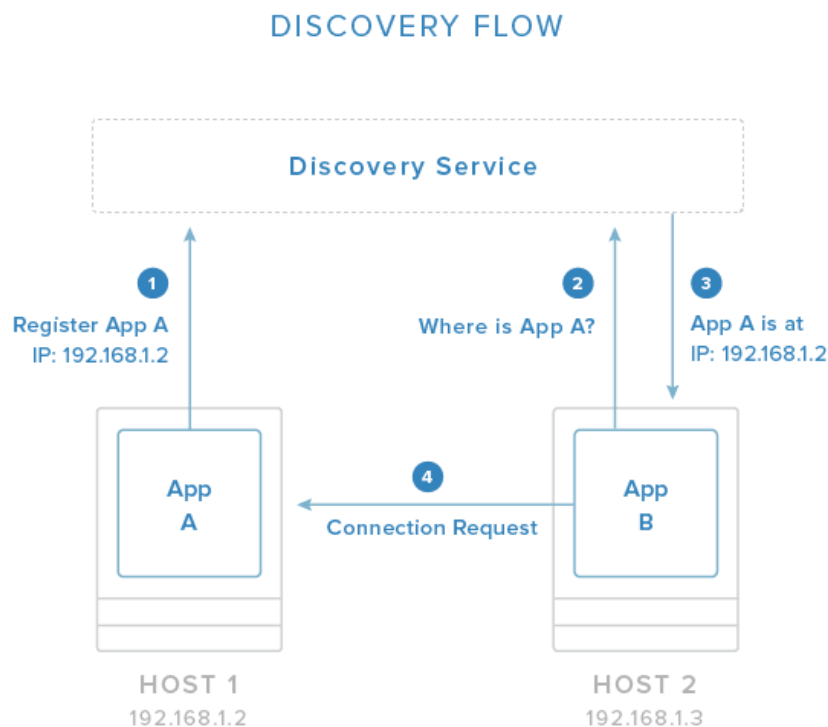 DISCOVERY FLOW
Discovery Service
1
Register App A
IP: 192.168.1.2
2
Where is App A?
3
App A is at
IP: 192.168.1.2
App
A
4
Connection Request
App
B
HOST 1
192.168.1.2
HOST 2
192.168.1.3